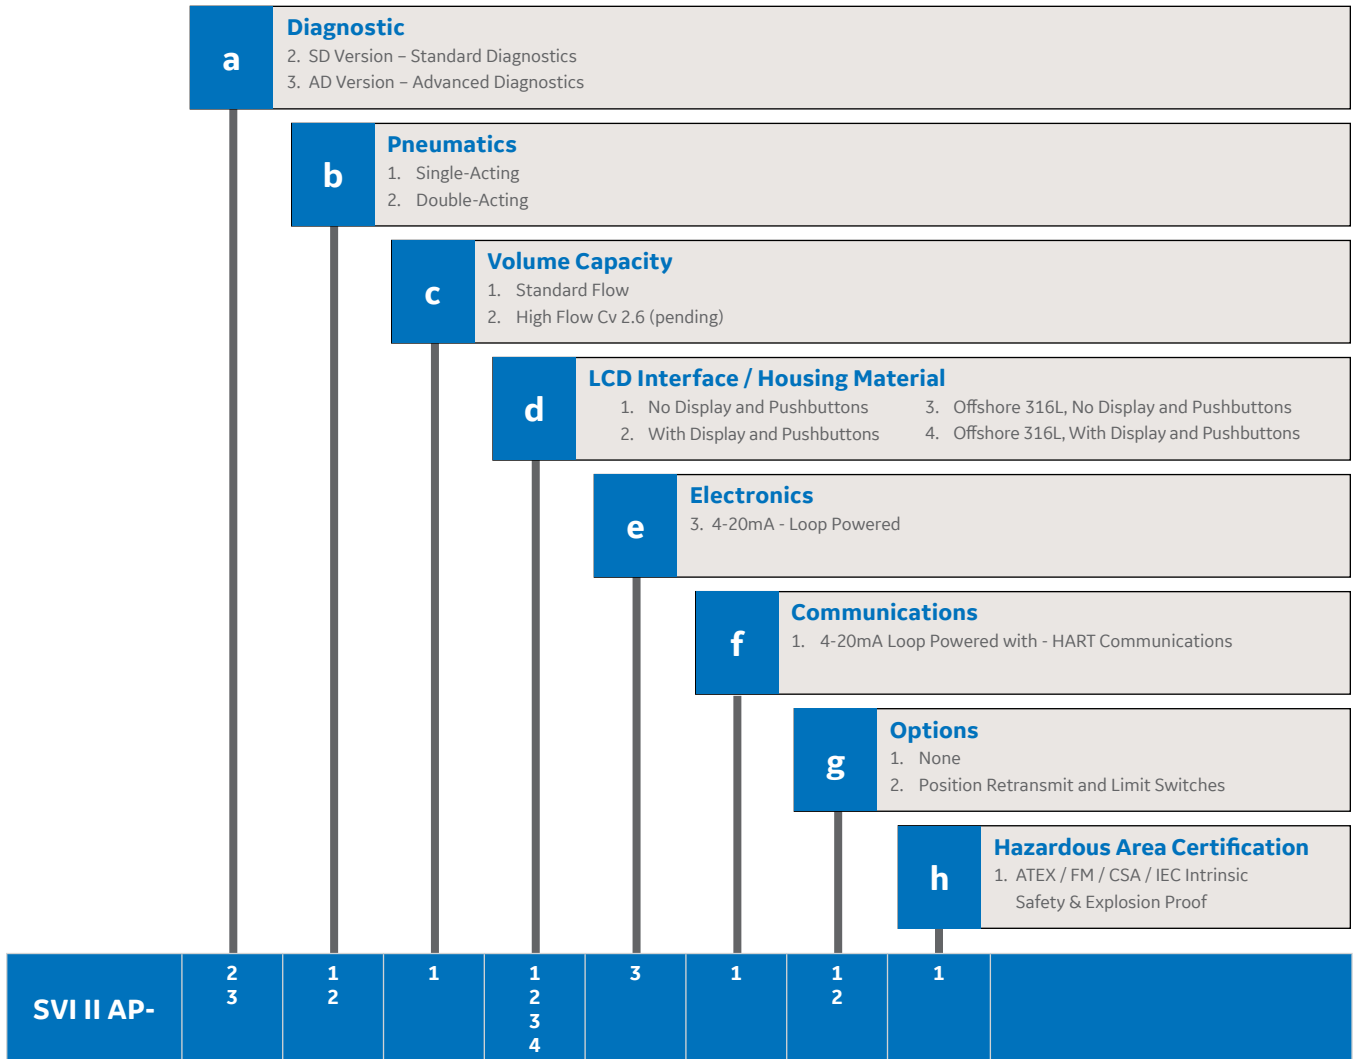 a
Diagnostic
2. SD Version – Standard Diagnostics
3. AD Version – Advanced Diagnostics
b
Pneumatics
1. Single-Acting
2. Double-Acting
c
Volume Capacity
1. Standard Flow
2. High Flow Cv 2.6 (pending)
d
LCD Interface / Housing Material
1. No Display and Pushbuttons
2. With Display and Pushbuttons
3. Offshore 316L, No Display and Pushbuttons
4. Offshore 316L, With Display and Pushbuttons
e
Electronics
3. 4-20mA - Loop Powered
f
Communications
1. 4-20mA Loop Powered with - HART Communications
g
Options
1. None
2. Position Retransmit and Limit Switches
h
Hazardous Area Certification
1. ATEX / FM / CSA / IEC Intrinsic
Safety & Explosion Proof
SVI II AP-
2
3
1
2
1
1
2
3
4
3
1
1
2
1